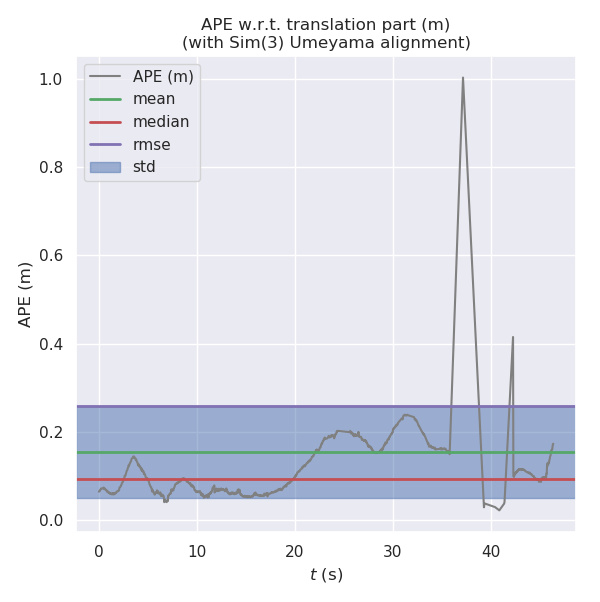 APE w.r.t. translation part (m)
(with Sim(3) Umeyama alignment)
APE (m)
mean
median
rmse
std
APE (m)
1.0
0.8
0.6
0.4
0.2
0.0
0 10 20 30 40
t (s)